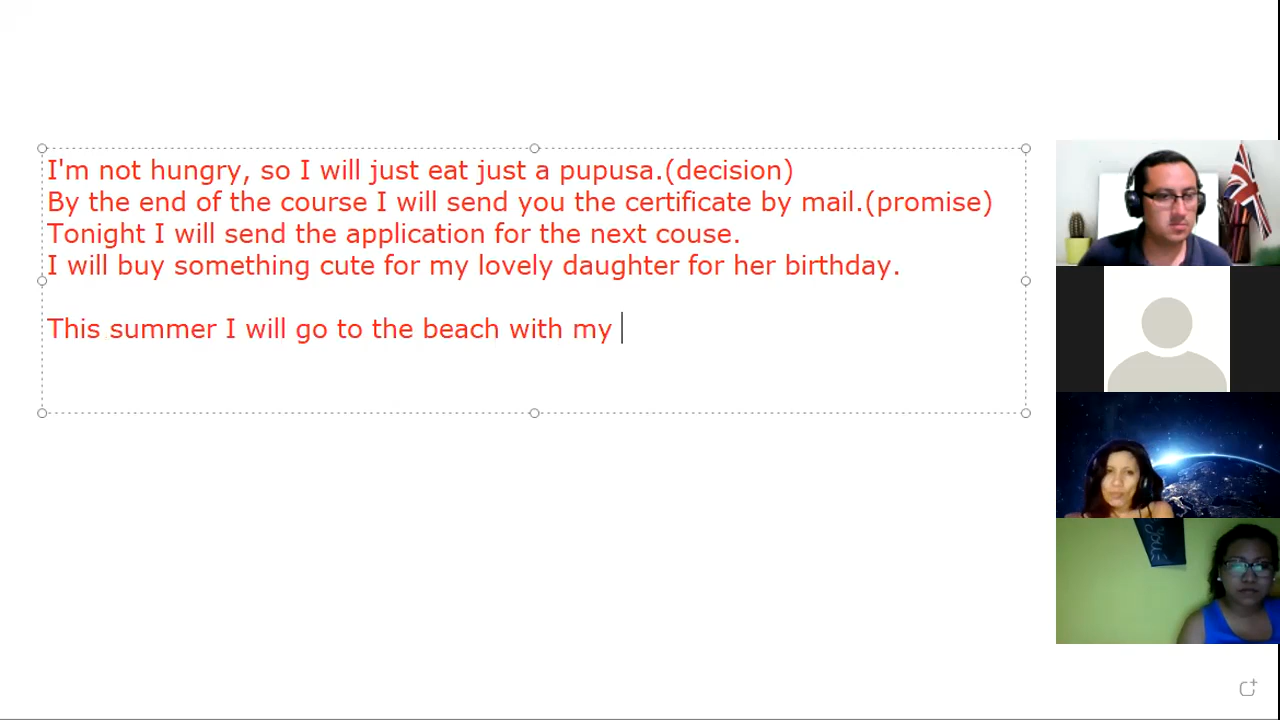 I'm not hungry, so I will just eat just a pupusa.(decision)
By the end of the course I will send you the certificate by mail.(promise)
Tonight I will send the application for the next couse.
I will buy something cute for my lovely daughter for her birthday.
This summer I will go to the beach with my